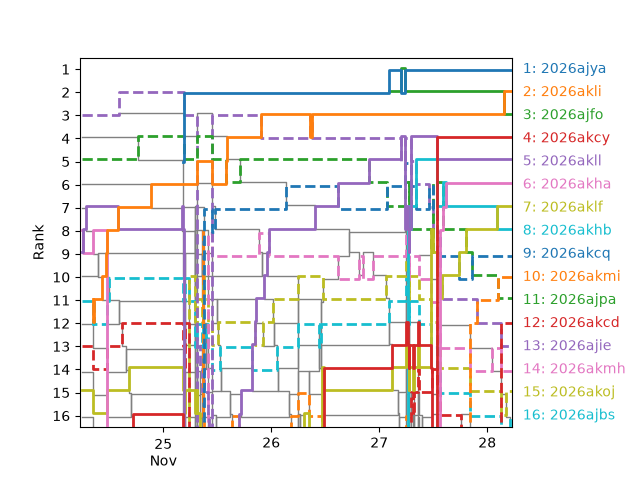 Rank
1
2
3
4
5
6
7
8
9
10
11
12
13
14
15
16
25
Nov
26
27
28
1: 2026ajya
2: 2026akli
3: 2026ajfo
4: 2026akcy
5: 2026akll
6: 2026akha
7: 2026aklf
8: 2026akhb
9: 2026akcq
10: 2026akmi
11: 2026ajpa
12: 2026akcd
13: 2026ajie
14: 2026akmh
15: 2026akoj
16: 2026ajbs